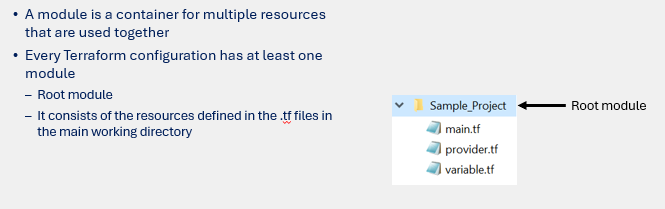 • A module is a container for multiple resources
that are used together
• Every Terraform configuration has at least one
module
– Root module
– It consists of the resources defined in the .tf files in
the main working directory
Sample_Project
Root module
main.tf
provider.tf
variable.tf